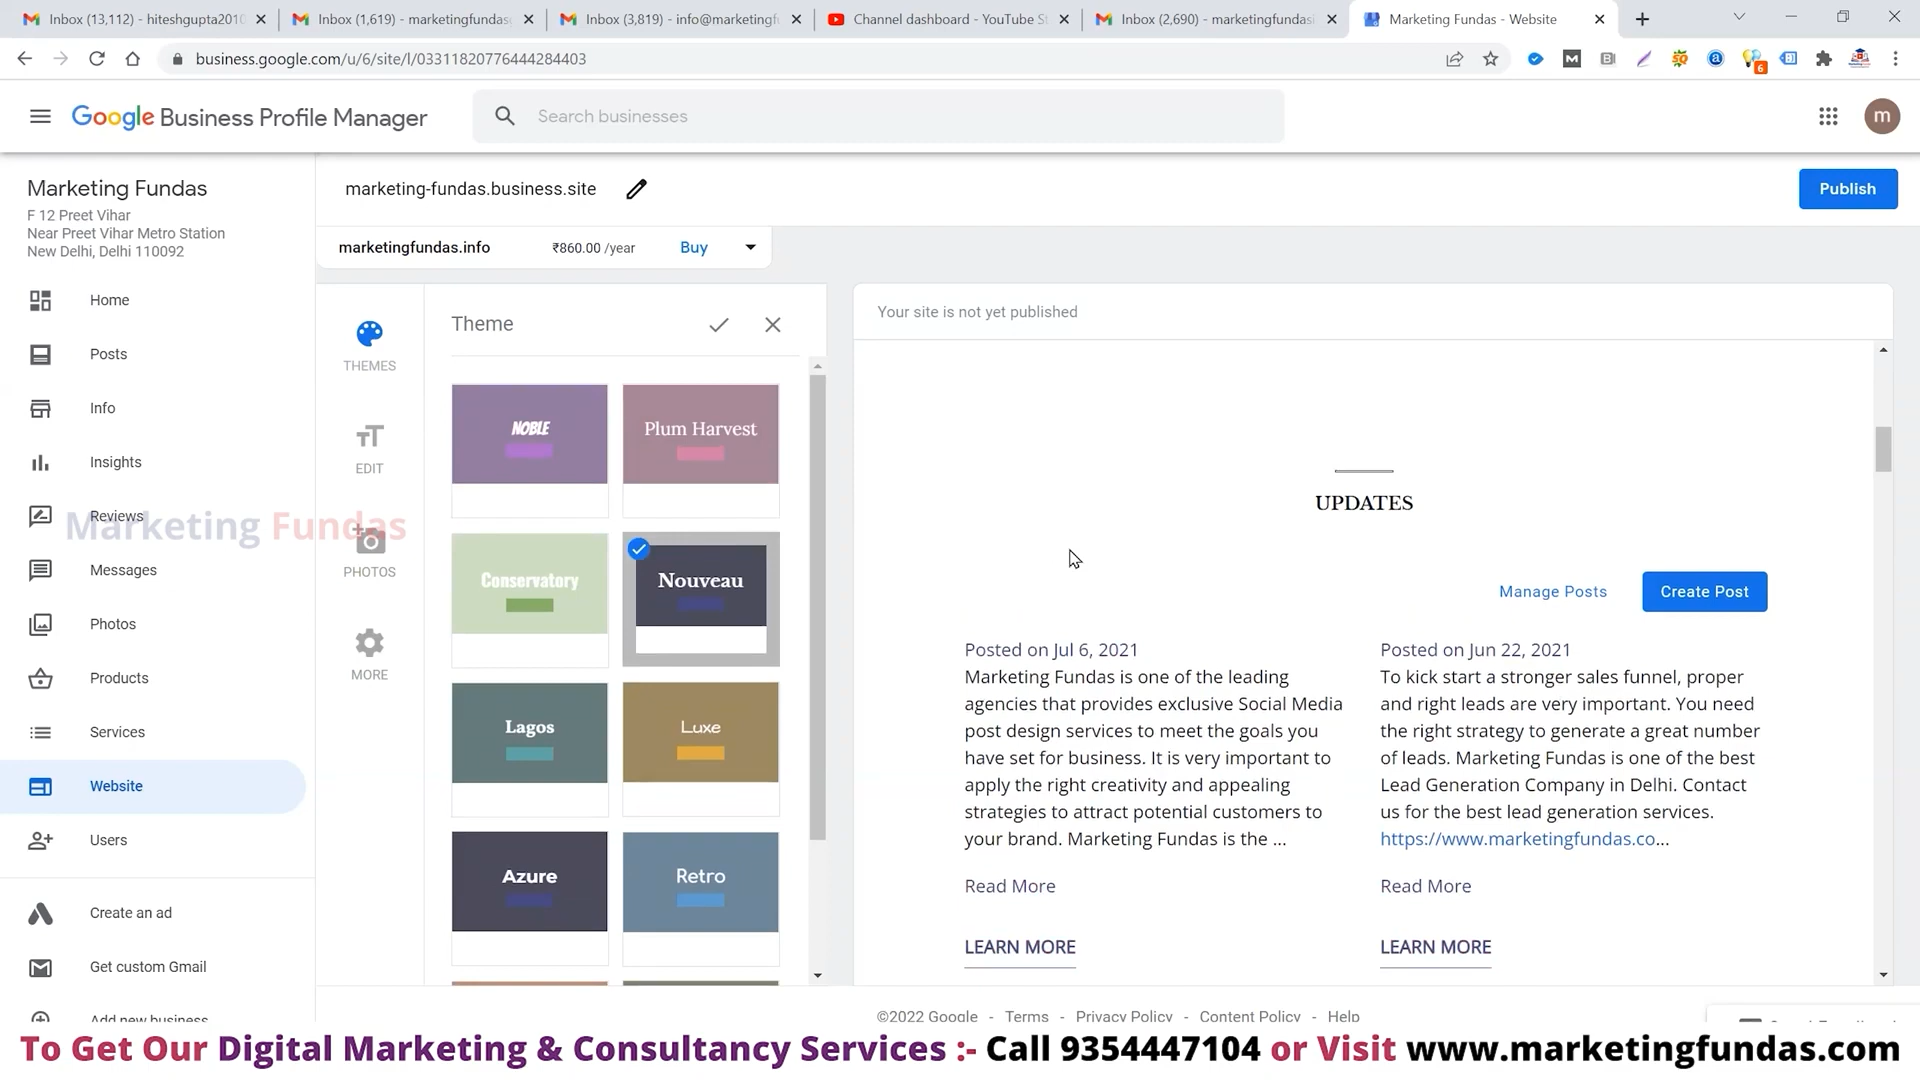 Inbox (13,112) - hiteshgupta2010
Inbox (1,619) - marketingfundas
Inbox (3,819) - info@marketingf
Channel dashboard - YouTube S
Inbox (2,690) - marketingfundas
Marketing Fundas - Website
business.google.com/u/6/site/l/03311820776444284403
6
Google Business Profile Manager
Search businesses
m
Marketing Fundas
F 12 Preet Vihar
Near Preet Vihar Metro Station
New Delhi, Delhi 110092
Home
Posts
Info
Insights
Reviews
Messages
Photos
Products
Services
Website
Users
Create an ad
Get custom Gmail
Add new business
Marketing Fundas
marketing-fundas.business.site
Publish
marketingfundas.info
₹860.00 /year
Buy
THEMES
EDIT
PHOTOS
MORE
Theme
NOBLE
Plum Harvest
Conservatory
Nouveau
Lagos
Luxe
Azure
Retro
Your site is not yet published
UPDATES
Manage Posts
Create Post
Posted on Jul 6, 2021
Marketing Fundas is one of the leading
agencies that provides exclusive Social Media
post design services to meet the goals you
have set for business. It is very important to
apply the right creativity and appealing
strategies to attract potential customers to
your brand. Marketing Fundas is the ...
Read More
LEARN MORE
Posted on Jun 22, 2021
To kick start a stronger sales funnel, proper
and right leads are very important. You need
the right strategy to generate a great number
of leads. Marketing Fundas is one of the best
Lead Generation Company in Delhi. Contact
us for the best lead generation services.
https://www.marketingfundas.co...
Read More
LEARN MORE
©2022 Google - Terms - Privacy Policy - Content Policy - Help
To Get Our Digital Marketing & Consultancy Services :- Call 9354447104 or Visit www.marketingfundas.com